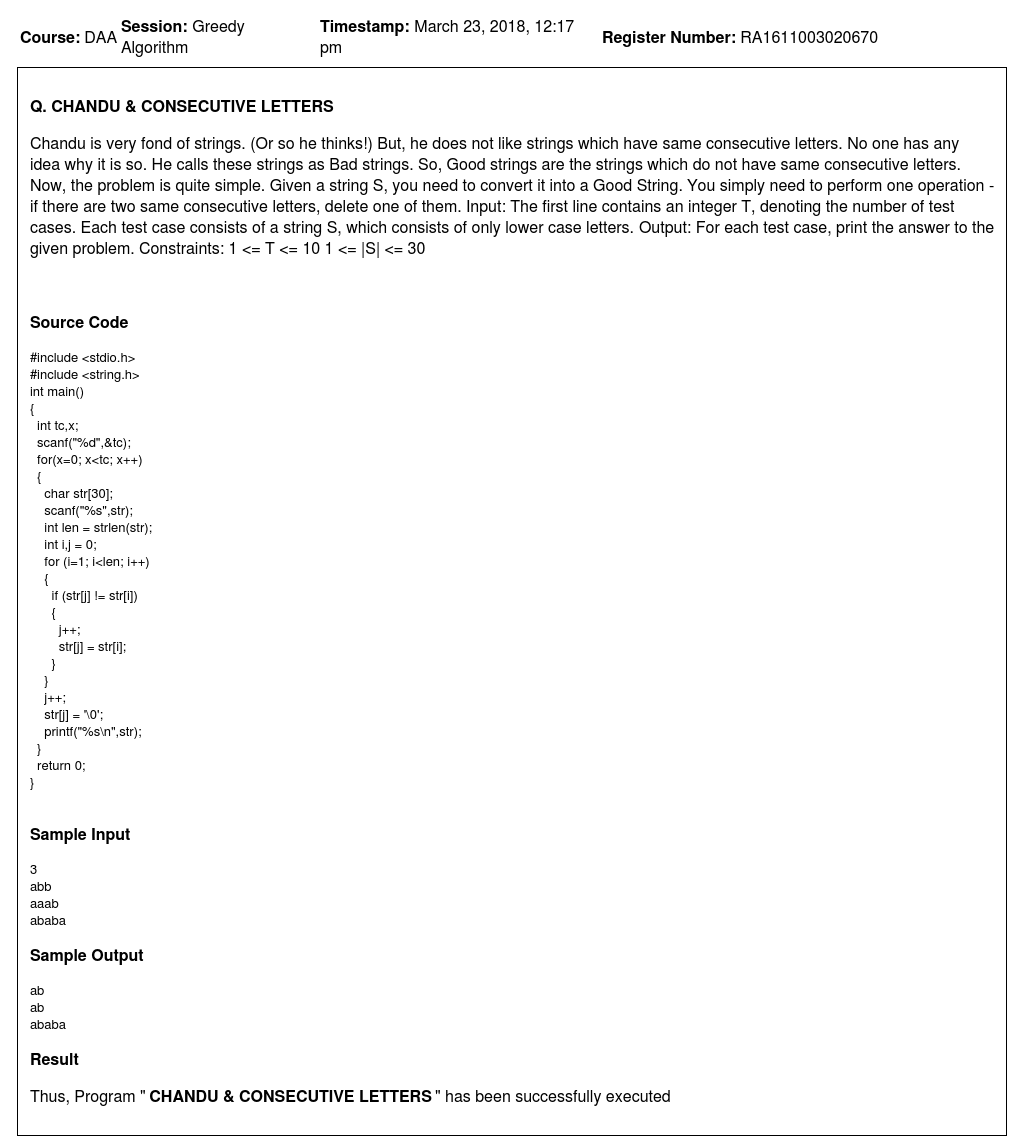 Course: DAA Session: Greedy Algorithm Timestamp: March 23, 2018, 12:17 pm Register Number: RA1611003020670
Q. CHANDU & CONSECUTIVE LETTERS
Chandu is very fond of strings. (Or so he thinks!) But, he does not like strings which have same consecutive letters. No one has any
idea why it is so. He calls these strings as Bad strings. So, Good strings are the strings which do not have same consecutive letters.
Now, the problem is quite simple. Given a string S, you need to convert it into a Good String. You simply need to perform one operation -
if there are two same consecutive letters, delete one of them. Input: The first line contains an integer T, denoting the number of test
cases. Each test case consists of a string S, which consists of only lower case letters. Output: For each test case, print the answer to the
given problem. Constraints: 1 <= T <= 10 1 <= |S| <= 30
Source Code
#include <stdio.h>
#include <string.h>
int main()
{
  int tc,x;
  scanf("%d",&tc);
  for(x=0; x<tc; x++)
  {
    char str[30];
    scanf("%s",str);
    int len = strlen(str);
    int i,j = 0;
    for (i=1; i<len; i++)
    {
      if (str[j] != str[i])
      {
        j++;
        str[j] = str[i];
      }
    }
    j++;
    str[j] = '\0';
    printf("%s\n",str);
  }
  return 0;
}
Sample Input
3
abb
aaab
ababa
Sample Output
ab
ab
ababa
Result
Thus, Program " CHANDU & CONSECUTIVE LETTERS " has been successfully executed